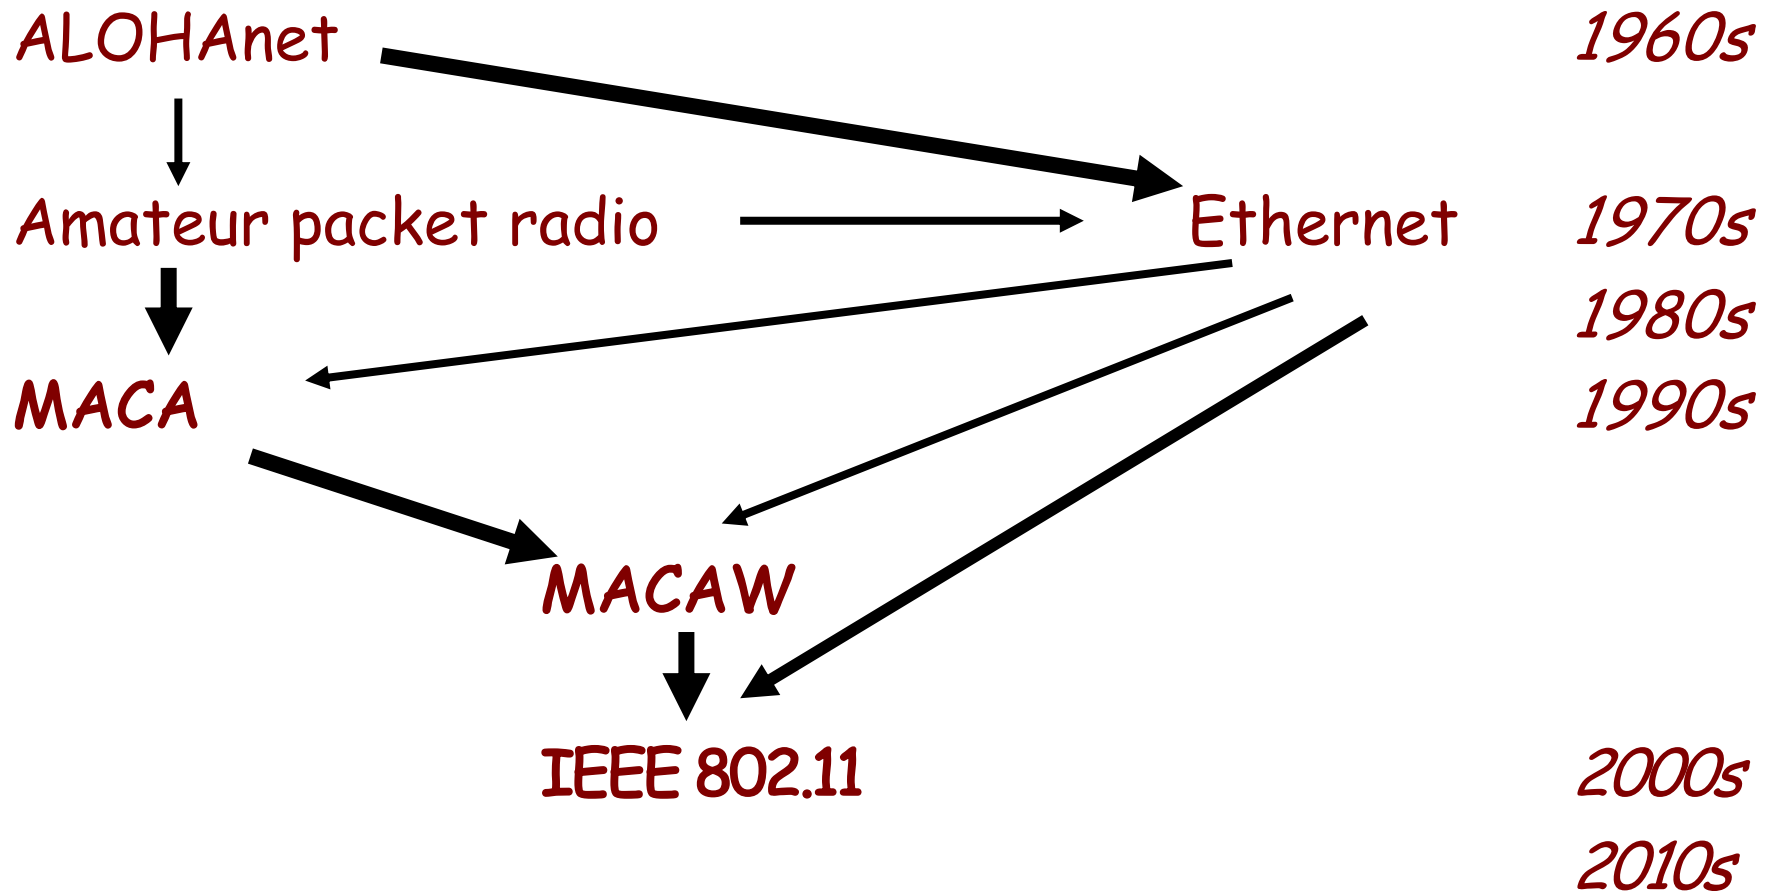 ALOHAnet 1960s
Amateur packet radio Ethernet 1970s
1980s
MACA 1990s
MACAW
IEEE 802.11 2000s
2010s